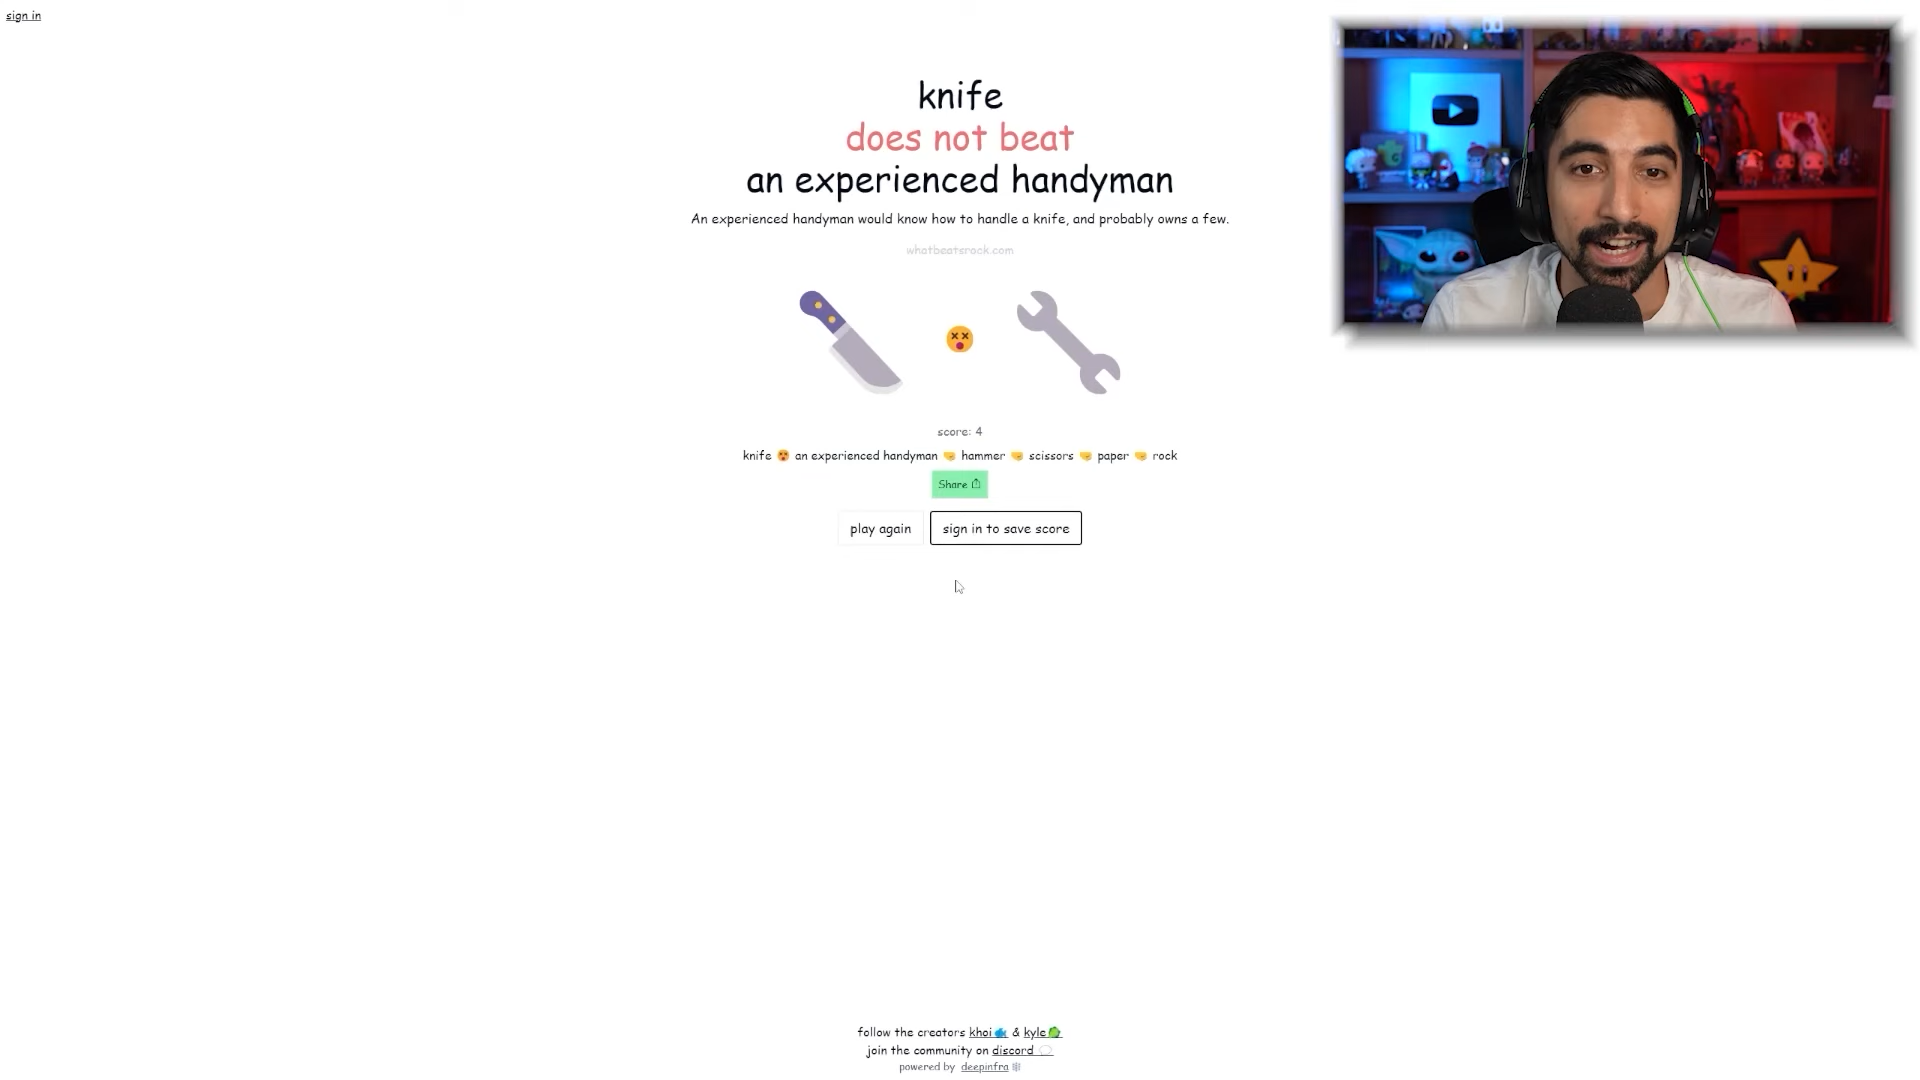 sign in
knife
does not beat
an experienced handyman
An experienced handyman would know how to handle a knife, and probably owns a few.
whatbeatsrock.com
score: 4
knife 😵 an experienced handyman 🤜 hammer 🤜 scissors 🤜 paper 🤜 rock
Share
play again
sign in to save score
follow the creators khoi & kyle
join the community on discord
powered by deepinfra